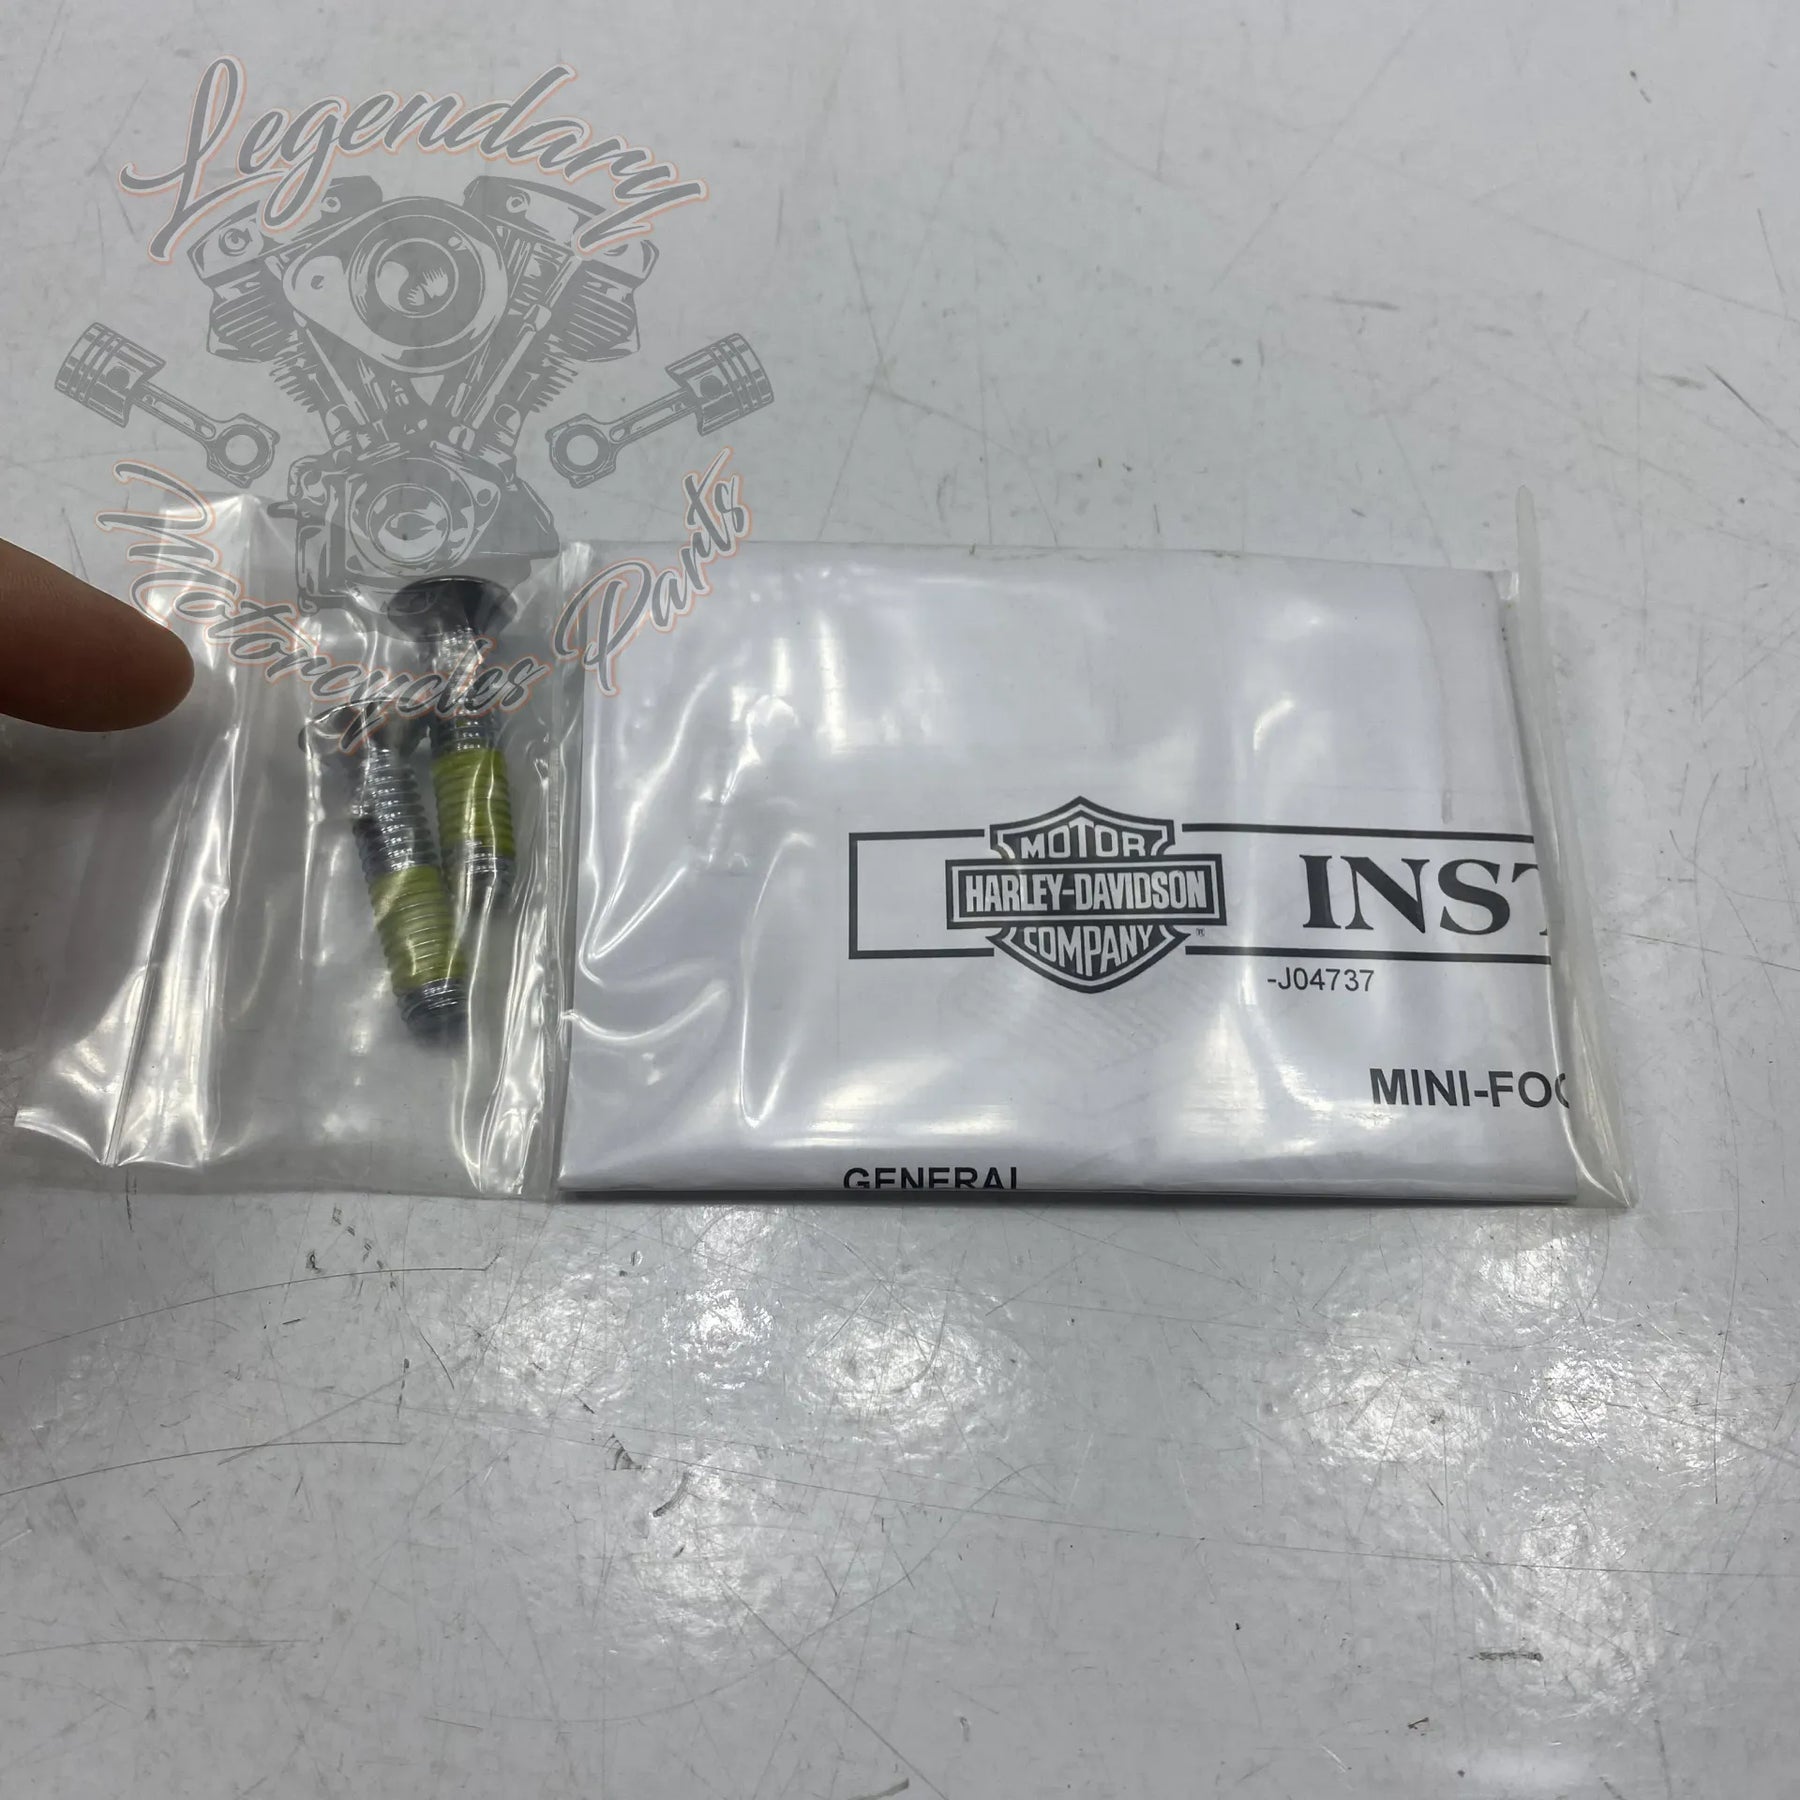 Legendary
Motorcycles Parts
MOTOR
HARLEY-DAVIDSON
COMPANY
®
INST
-J04737
MINI-FOO
GENERAL